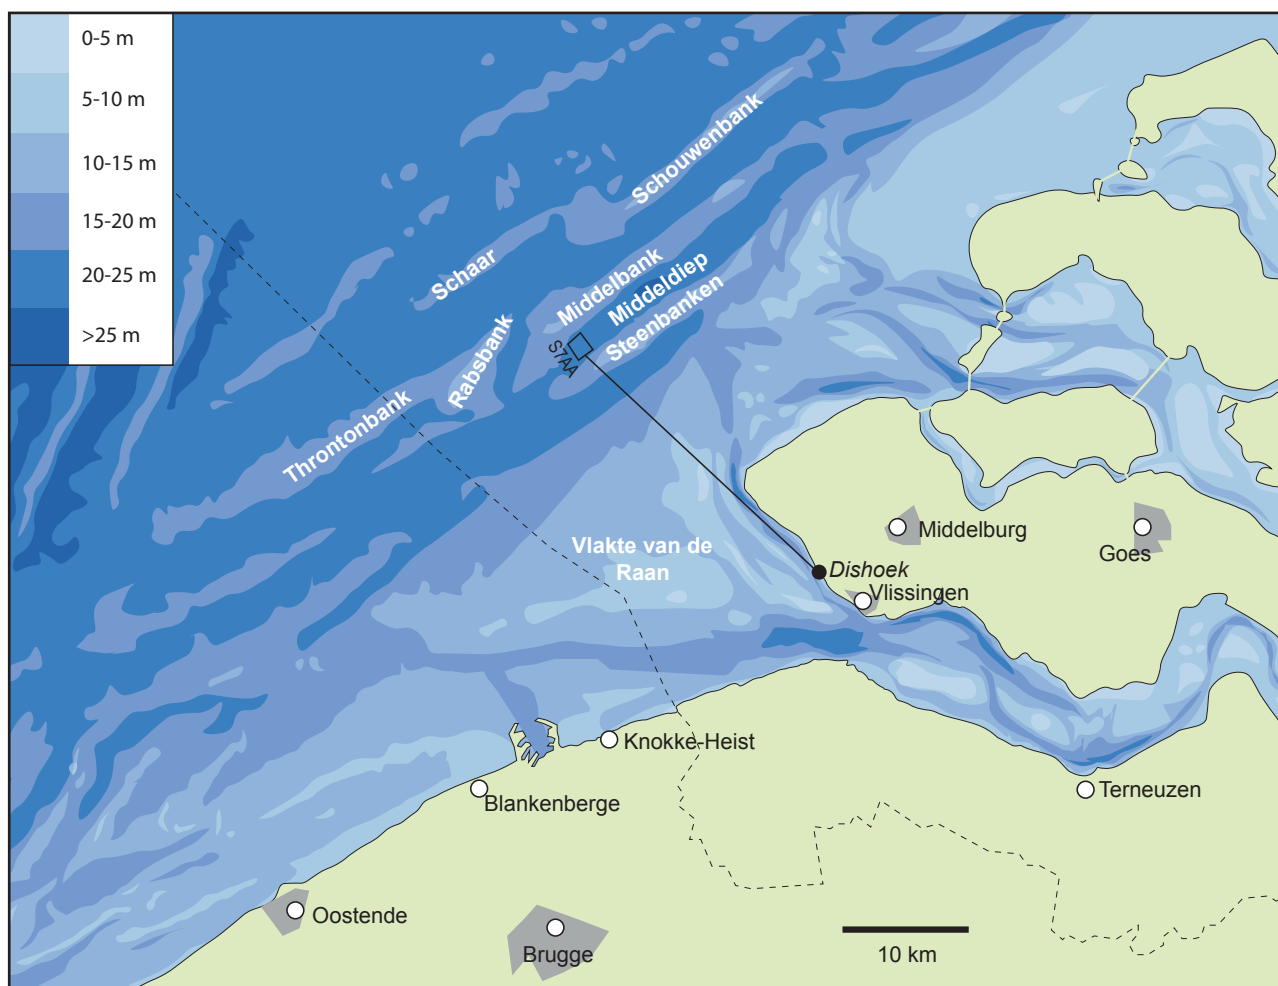 0-5 m
5-10 m
10-15 m
15-20 m
20-25 m
>25 m
Schouwenbank
Schaar
Middelbank
Middeldiep
Steenbanken
S7AA
Rabsbank
Throntonbank
Vlakte van de
Raan
Middelburg
Goes
Dishoek
Vlissingen
Knokke-Heist
Blankenberge
Terneuzen
Oostende
Brugge
10 km